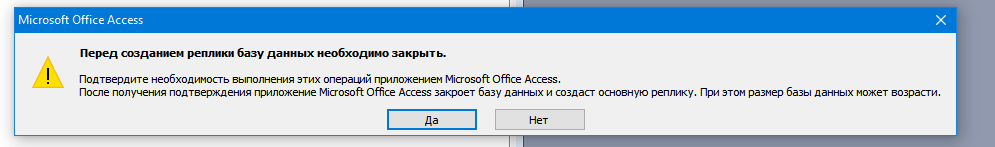 Microsoft Office Access
Перед созданием реплики базу данных необходимо закрыть.
Подтвердите необходимость выполнения этих операций приложением Microsoft Office Access.
После получения подтверждения приложение Microsoft Office Access закроет базу данных и создаст основную реплику. При этом размер базы данных может возрасти.
Да
Нет